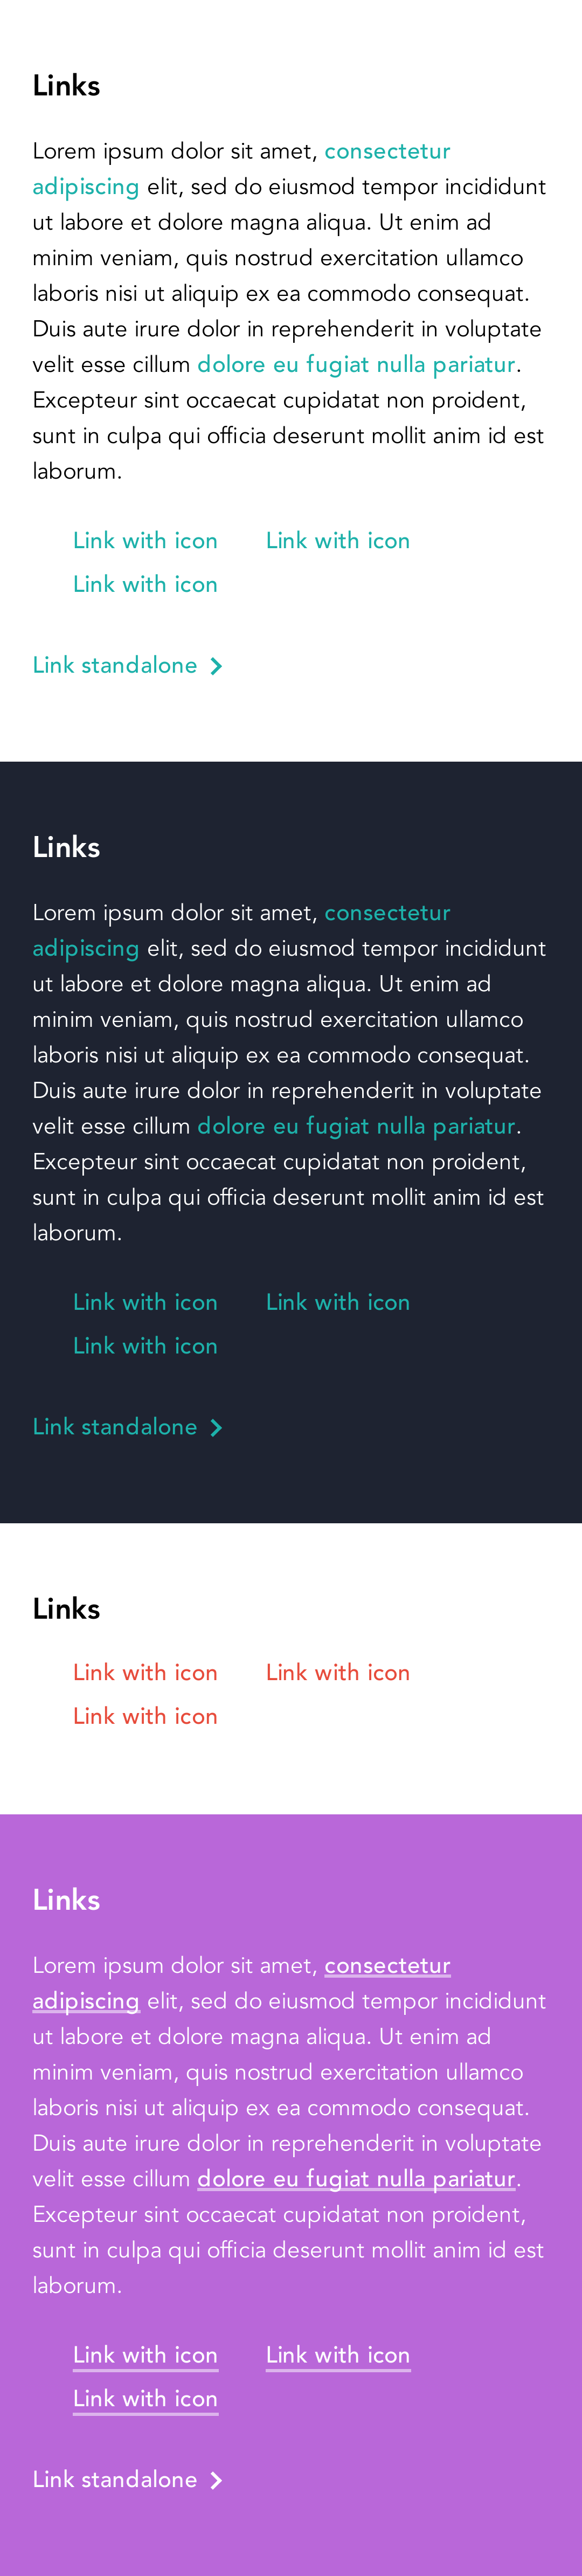 Links
Lorem ipsum dolor sit amet, consectetur
adipiscing elit, sed do eiusmod tempor incididunt
ut labore et dolore magna aliqua. Ut enim ad
minim veniam, quis nostrud exercitation ullamco
laboris nisi ut aliquip ex ea commodo consequat.
Duis aute irure dolor in reprehenderit in voluptate
velit esse cillum dolore eu fugiat nulla pariatur.
Excepteur sint occaecat cupidatat non proident,
sunt in culpa qui officia deserunt mollit anim id est
laborum.
Link with icon Link with icon
Link with icon
Link standalone
Links
Lorem ipsum dolor sit amet, consectetur
adipiscing elit, sed do eiusmod tempor incididunt
ut labore et dolore magna aliqua. Ut enim ad
minim veniam, quis nostrud exercitation ullamco
laboris nisi ut aliquip ex ea commodo consequat.
Duis aute irure dolor in reprehenderit in voluptate
velit esse cillum dolore eu fugiat nulla pariatur.
Excepteur sint occaecat cupidatat non proident,
sunt in culpa qui officia deserunt mollit anim id est
laborum.
Link with icon Link with icon
Link with icon
Link standalone
Links
Link with icon Link with icon
Link with icon
Links
Lorem ipsum dolor sit amet, consectetur
adipiscing elit, sed do eiusmod tempor incididunt
ut labore et dolore magna aliqua. Ut enim ad
minim veniam, quis nostrud exercitation ullamco
laboris nisi ut aliquip ex ea commodo consequat.
Duis aute irure dolor in reprehenderit in voluptate
velit esse cillum dolore eu fugiat nulla pariatur.
Excepteur sint occaecat cupidatat non proident,
sunt in culpa qui officia deserunt mollit anim id est
laborum.
Link with icon Link with icon
Link with icon
Link standalone